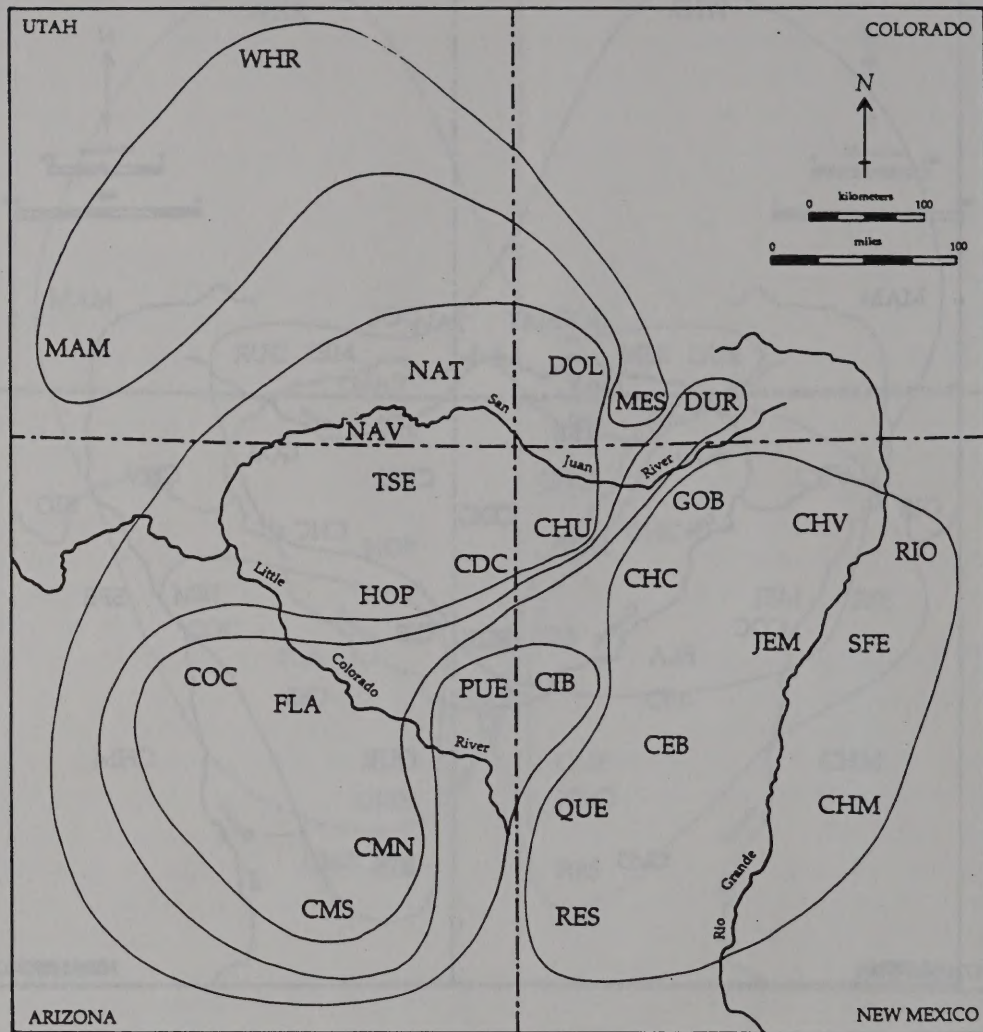 UTAH
COLORADO
WHR
N
kilometers
0 100
miles
0 100
MAM
NAT
DOL
MES
DUR
San
Juan
River
NAV
TSE
GOB
CHV
CHU
RIO
CDC
CHC
HOP
Little
JEM
SFE
COC
Colorado
PUE
CIB
FLA
River
CEB
QUE
CHM
CMN
Grande
CMS
RES
Rio
ARIZONA
NEW MEXICO